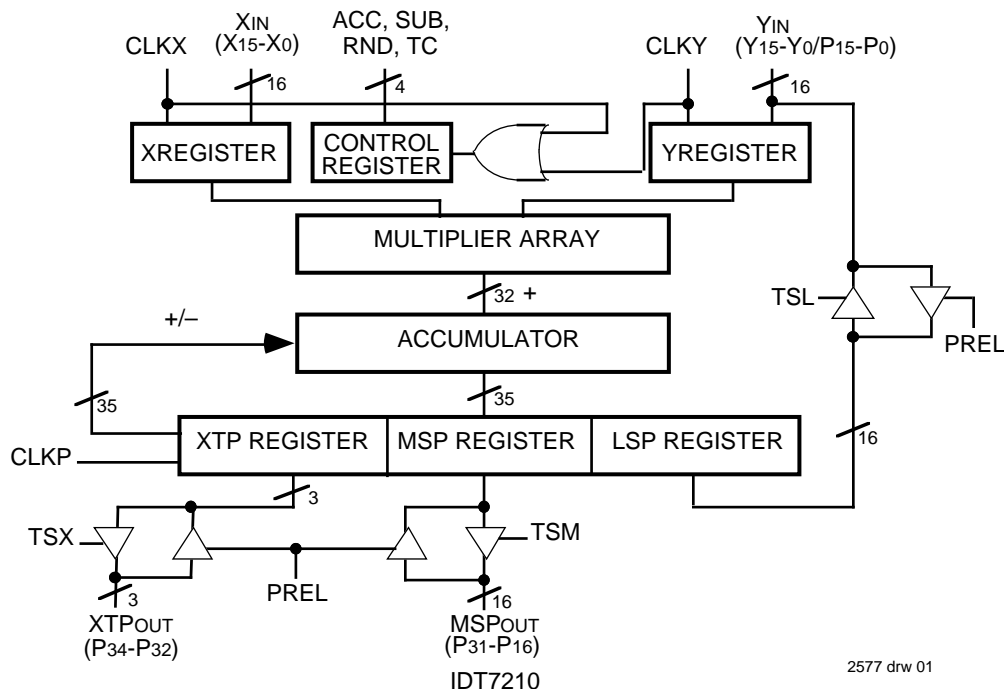 CLKX
XIN
(X15-X0)
ACC, SUB,
RND, TC
CLKY
YIN
(Y15-Y0/P15-P0)
16
4
16
XREGISTER
CONTROL
REGISTER
YREGISTER
MULTIPLIER ARRAY
32 +
TSL
PREL
+/–
ACCUMULATOR
35
35
16
XTP REGISTER
MSP REGISTER
LSP REGISTER
CLKP
3
TSX
TSM
PREL
3
16
XTPOUT
(P34-P32)
MSPOUT
(P31-P16)
IDT7210
2577 drw 01